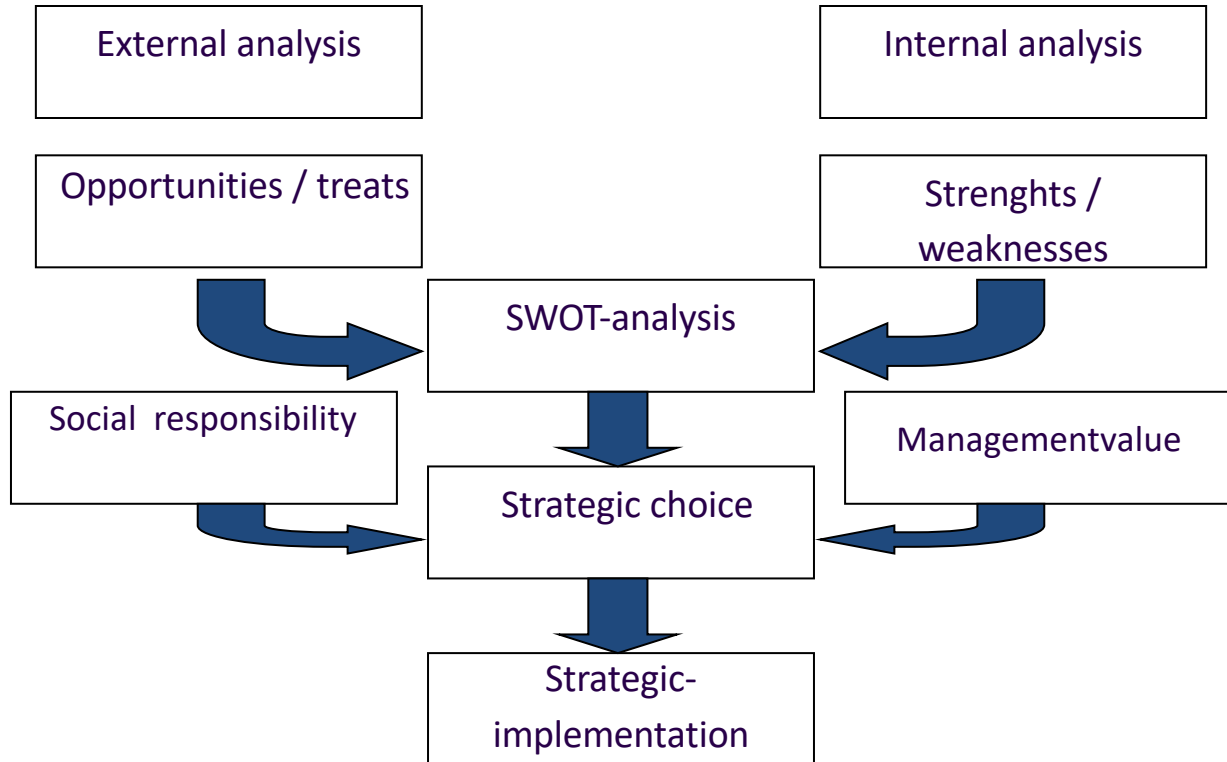 External analysis
Internal analysis
Opportunities / treats
Strenghts /
weaknesses
SWOT-analysis
Social responsibility
Managementvalue
Strategic choice
Strategic-
implementation